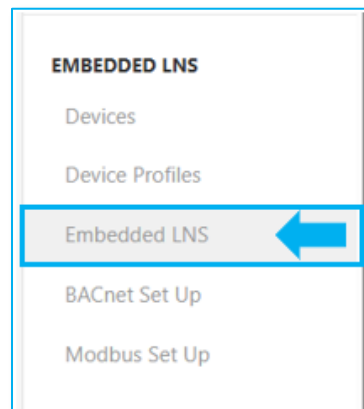 EMBEDDED LNS
Devices
Device Profiles
Embedded LNS
BACnet Set Up
Modbus Set Up